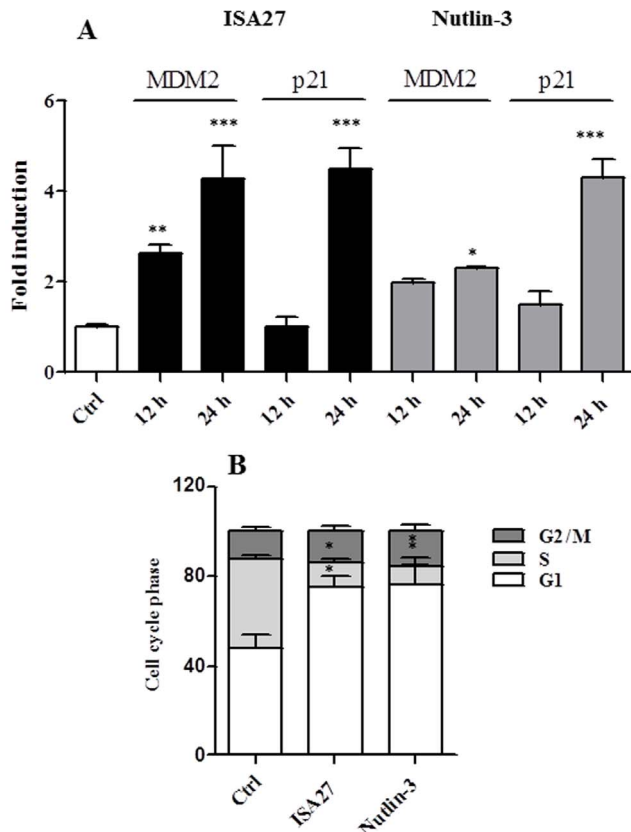 A
ISA27 Nutlin-3
MDM2 p21 MDM2 p21
Fold induction
6
4
2
0
** *** *** * ***
Ctrl 12 h 24 h 12 h 24 h 12 h 24 h 12 h 24 h
B
Cell cycle phase
120
80
40
0
* *
* *
G2/M
S
G1
Ctrl ISA27 Nutlin-3